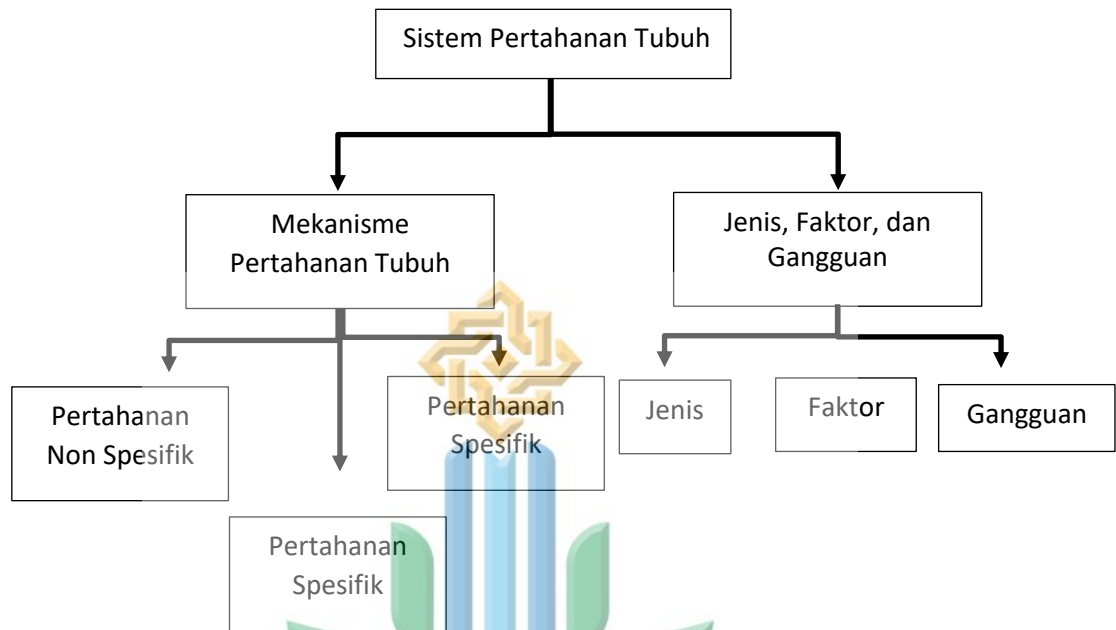 Sistem Pertahanan Tubuh
Mekanisme
Pertahanan Tubuh
Jenis, Faktor, dan
Gangguan
Pertahanan
Non Spesifik
Pertahanan
Spesifik
Jenis
Faktor
Gangguan
Pertahanan
Spesifik